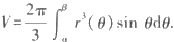 V = \frac{2\pi}{3} \int_{\alpha}^{\beta} r^3(\theta) \sin \theta d\theta.